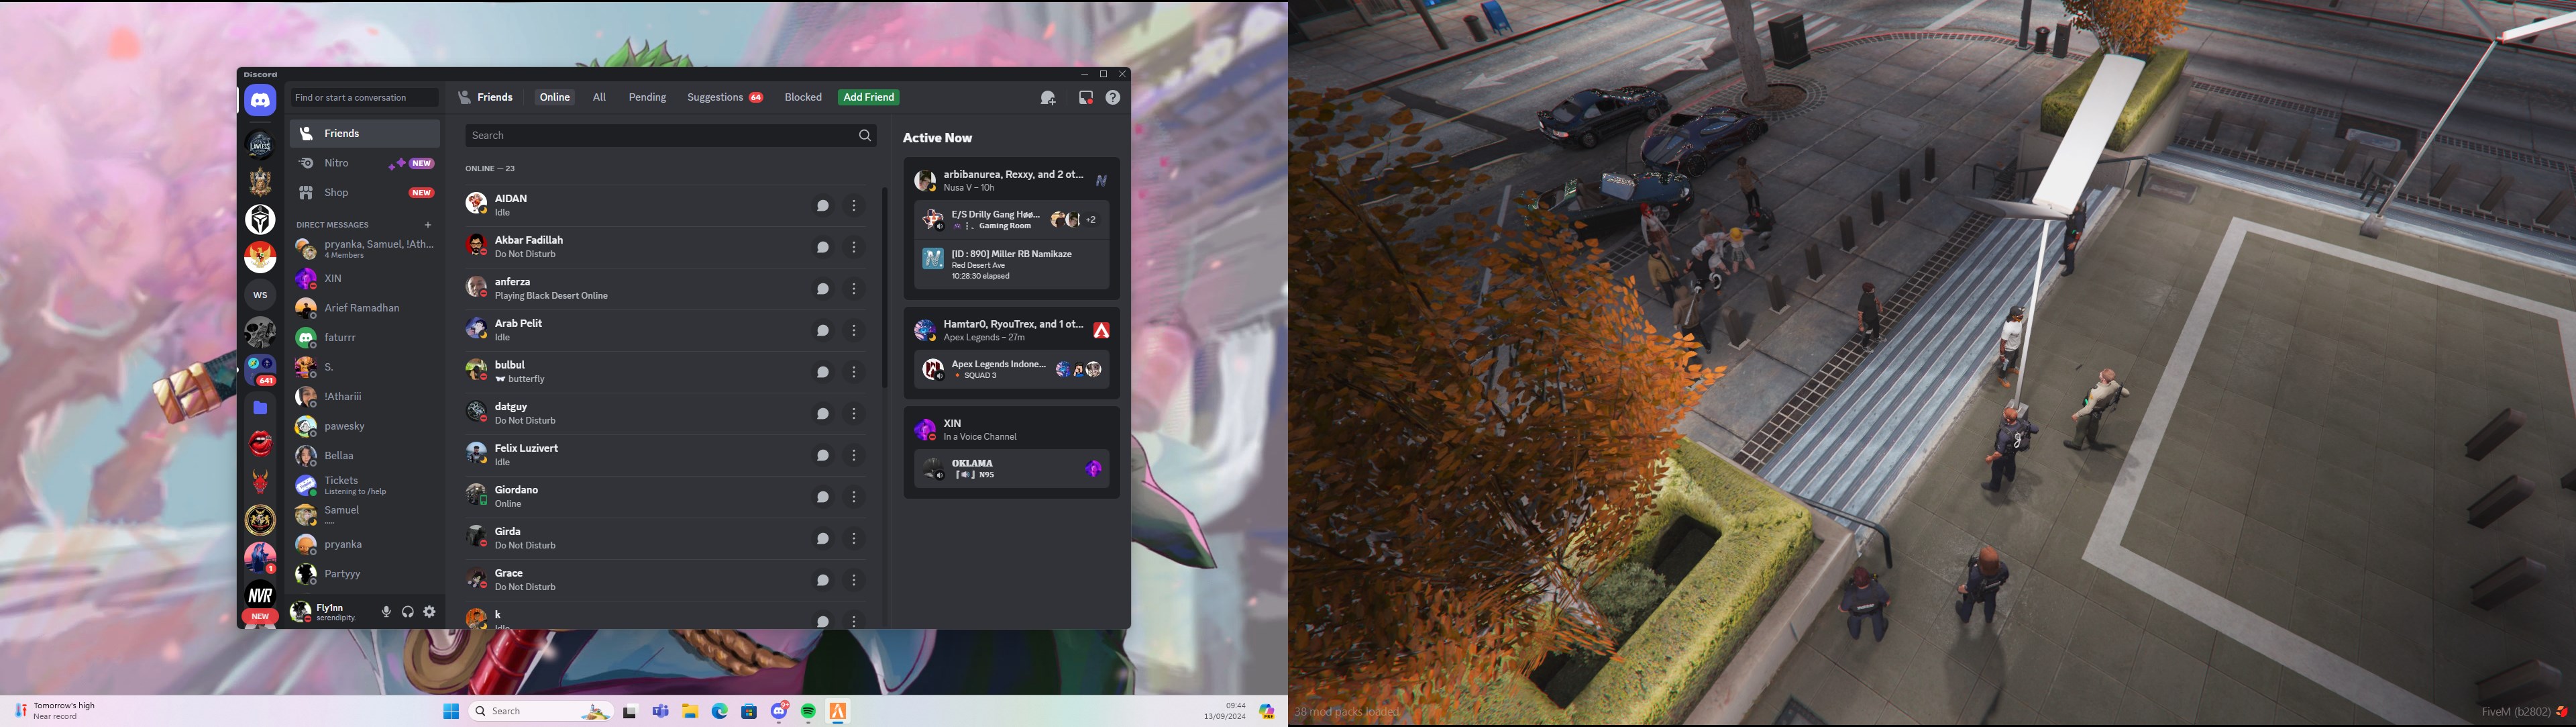 Discord
Find or start a conversation
Friends
Online
All
Pending
Suggestions 64
Blocked
Add Friend
Friends
Nitro NEW
Shop NEW
DIRECT MESSAGES +
pryanka, Samuel, !Ath...
4 Members
XIN
Arief Ramadhan
faturrr
S.
!Athariii
pawesky
Bellaa
Tickets
Listening to /help
Samuel
pryanka
Partyyy
Fly1nn
serendipity.
LAWLESS
WS
641
1
NVR
NEW
Search
ONLINE — 23
AIDAN
Idle
Akbar Fadillah
Do Not Disturb
anferza
Playing Black Desert Online
Arab Pelit
Idle
bulbul
butterfly
datguy
Do Not Disturb
Felix Luzivert
Idle
Giordano
Online
Girda
Do Not Disturb
Grace
Do Not Disturb
k
Idle
Active Now
arbibanurea, Rexxy, and 2 ot...
Nusa V – 10h
E/S Drilly Gang Høø...
Gaming Room
+2
[ID : 890] Miller RB Namikaze
Red Desert Ave
10:28:30 elapsed
Hamtar0, RyouTrex, and 1 ot...
Apex Legends – 27m
Apex Legends Indone...
SQUAD 3
XIN
In a Voice Channel
OKLAMA
N95
Tomorrow's high
Near record
Search
9+
09:44
13/09/2024
38 mod packs loaded
FiveM (b2802)